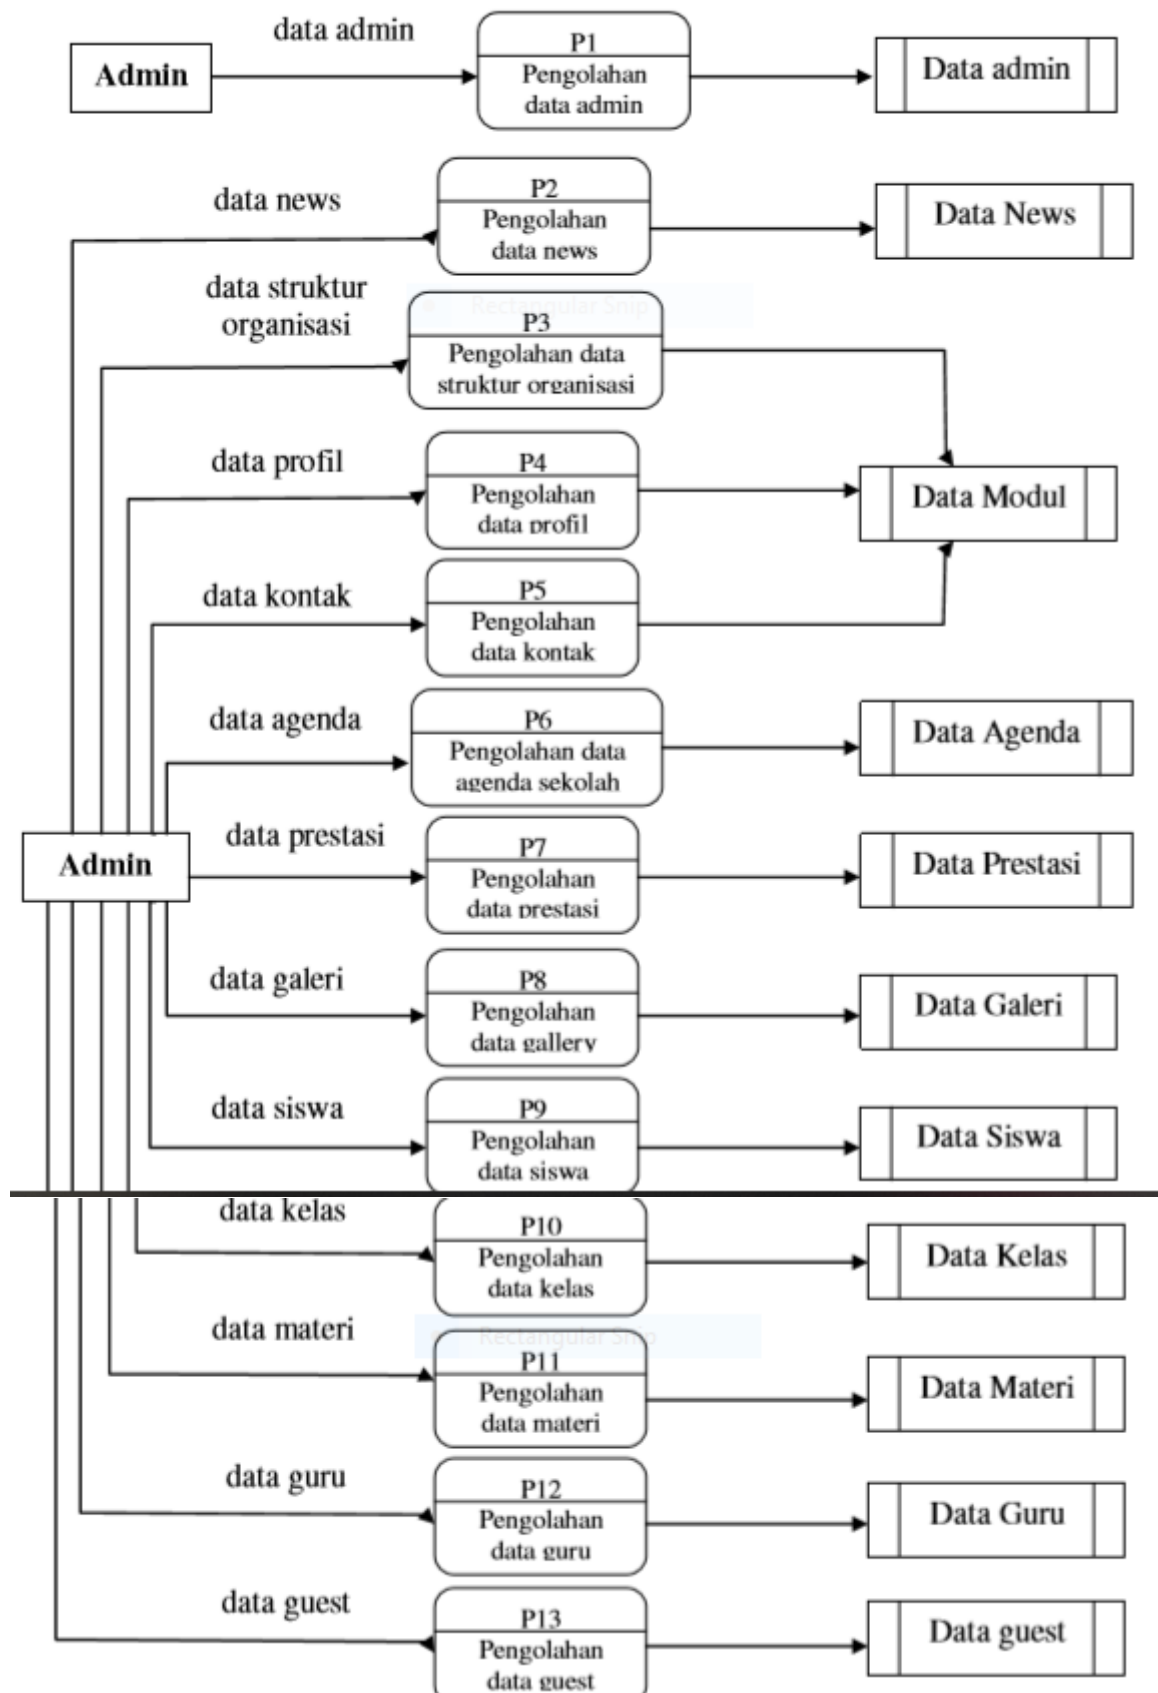 data admin
Admin
P1
Pengolahan
data admin
Data admin
data news
P2
Pengolahan
data news
Data News
data struktur
organisasi
Rectangular Snip
P3
Pengolahan data
struktur organisasi
data profil
P4
Pengolahan
data profil
Data Modul
data kontak
P5
Pengolahan
data kontak
data agenda
P6
Pengolahan data
agenda sekolah
Data Agenda
Admin
data prestasi
P7
Pengolahan
data prestasi
Data Prestasi
data galeri
P8
Pengolahan
data gallery
Data Galeri
data siswa
P9
Pengolahan
data siswa
Data Siswa
data kelas
P10
Pengolahan
data kelas
Data Kelas
data materi
Rectangular Snip
P11
Pengolahan
data materi
Data Materi
data guru
P12
Pengolahan
data guru
Data Guru
data guest
P13
Pengolahan
data guest
Data guest